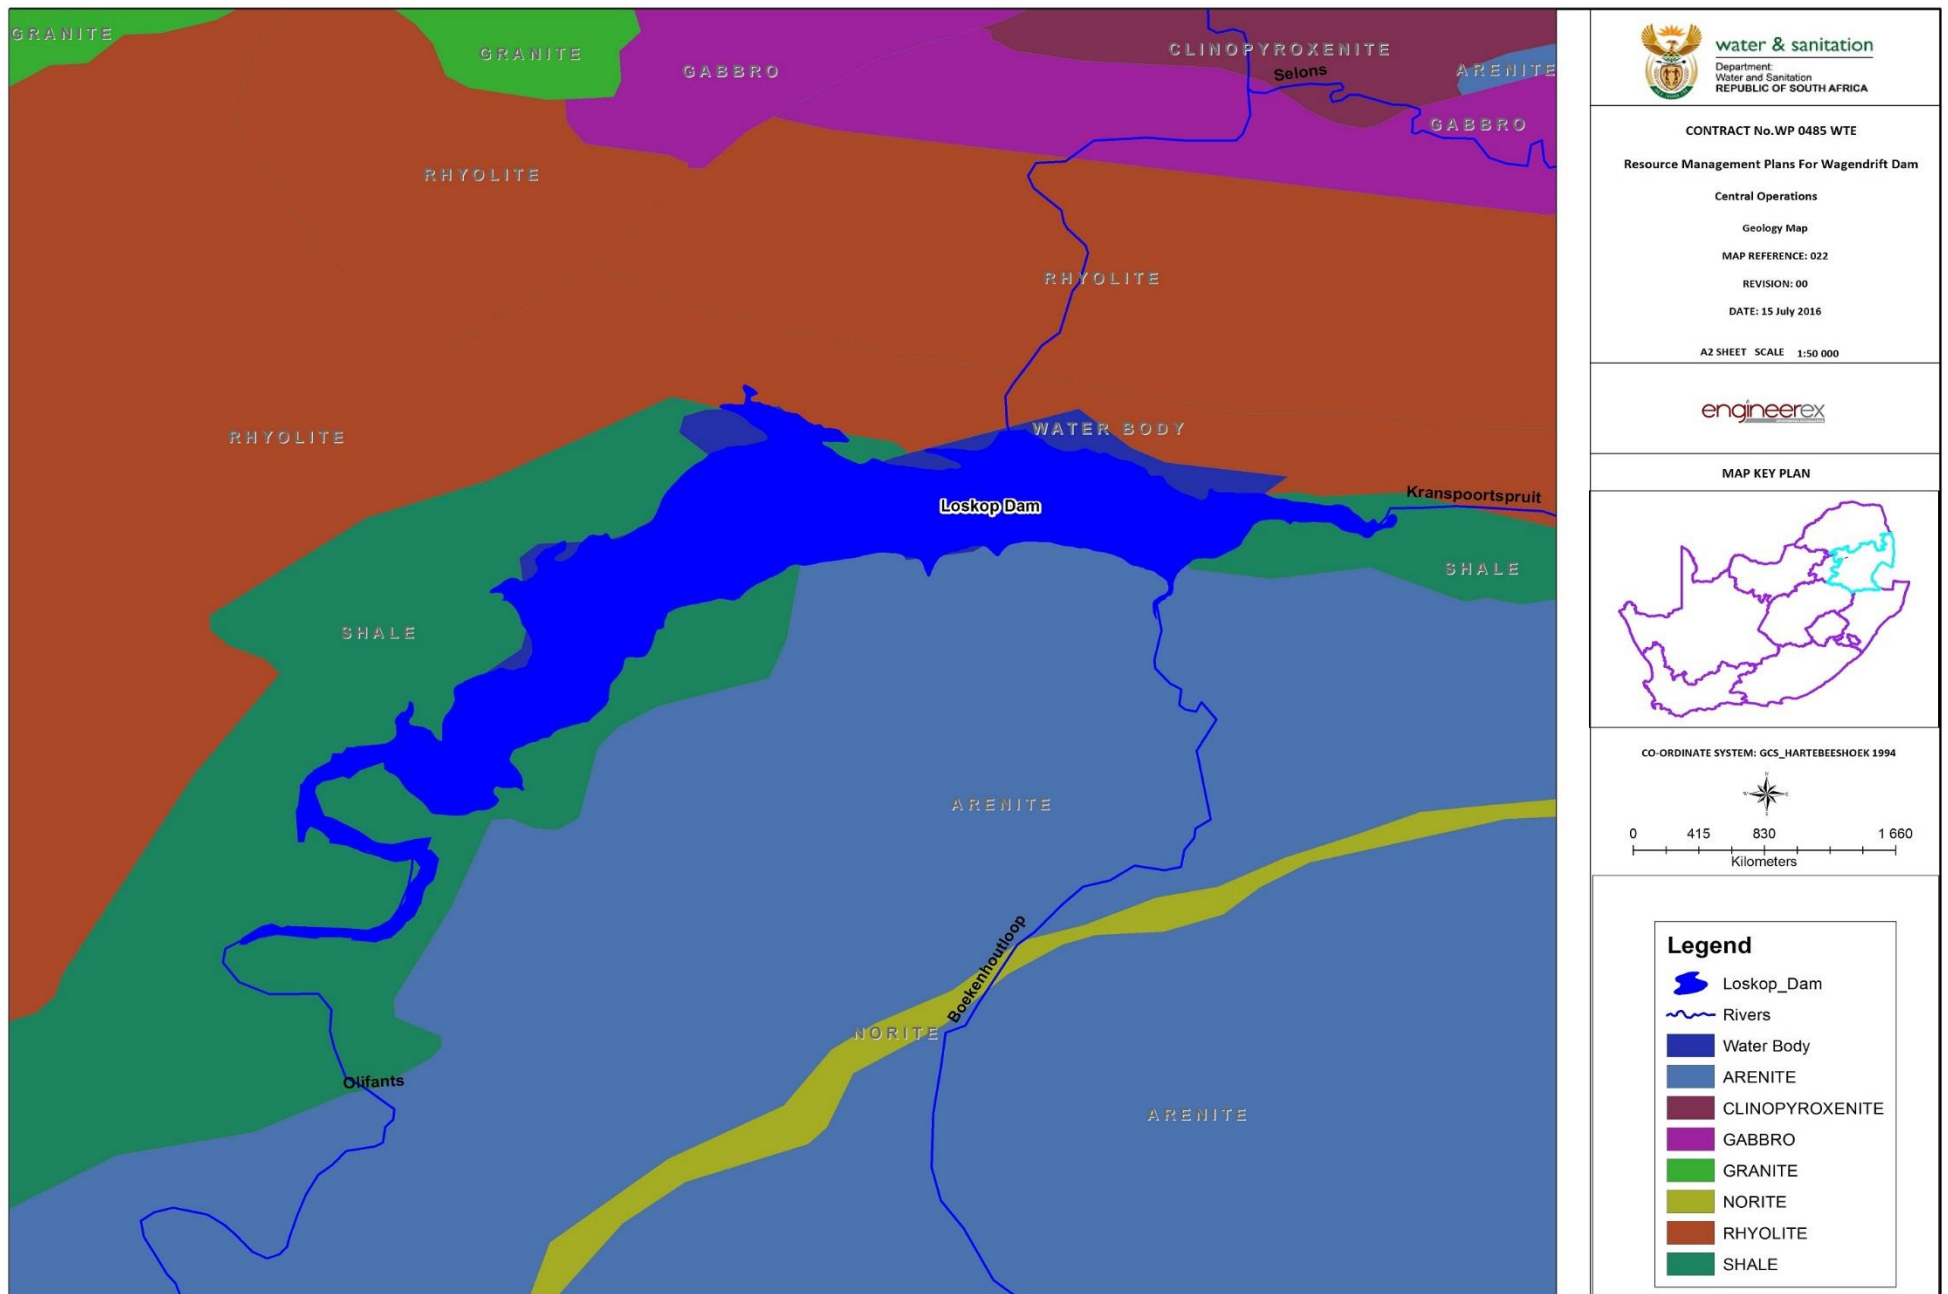 GRANITE
GRANITE
GABBRO
CLINOPYROXENITE
Selons
ARENITE
GABBRO
RHYOLITE
RHYOLITE
RHYOLITE
WATER BODY
Loskop Dam
Kranspoortspruit
SHALE
SHALE
ARENITE
Boekenhoutloop
NORITE
Olifants
ARENITE
water & sanitation
Department:
Water and Sanitation
REPUBLIC OF SOUTH AFRICA
CONTRACT No.WP 0485 WTE
Resource Management Plans For Wagendrift Dam
Central Operations
Geology Map
MAP REFERENCE: 022
REVISION: 00
DATE: 15 July 2016
A2 SHEET SCALE 1:50 000
engineerex
MAP KEY PLAN
CO-ORDINATE SYSTEM: GCS_HARTEBEESHOEK 1994
0 415 830 1 660
Kilometers
Legend
Loskop_Dam
Rivers
Water Body
ARENITE
CLINOPYROXENITE
GABBRO
GRANITE
NORITE
RHYOLITE
SHALE